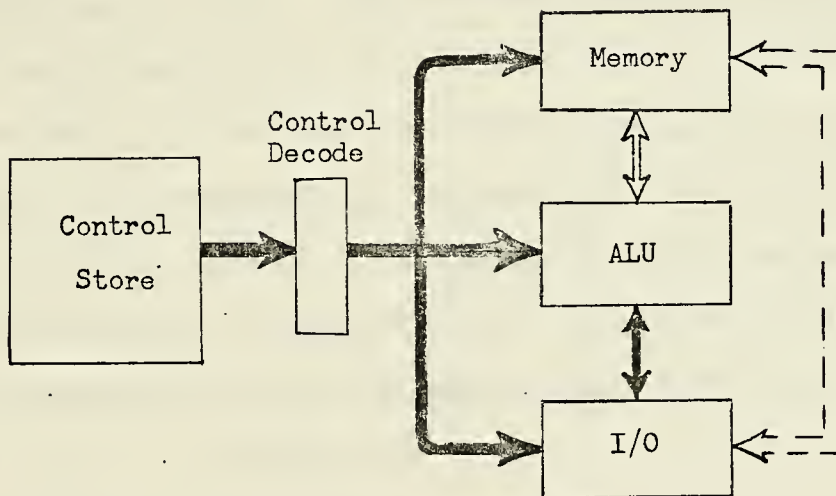 Memory
Control
Decode
Control
Store
ALU
I/O